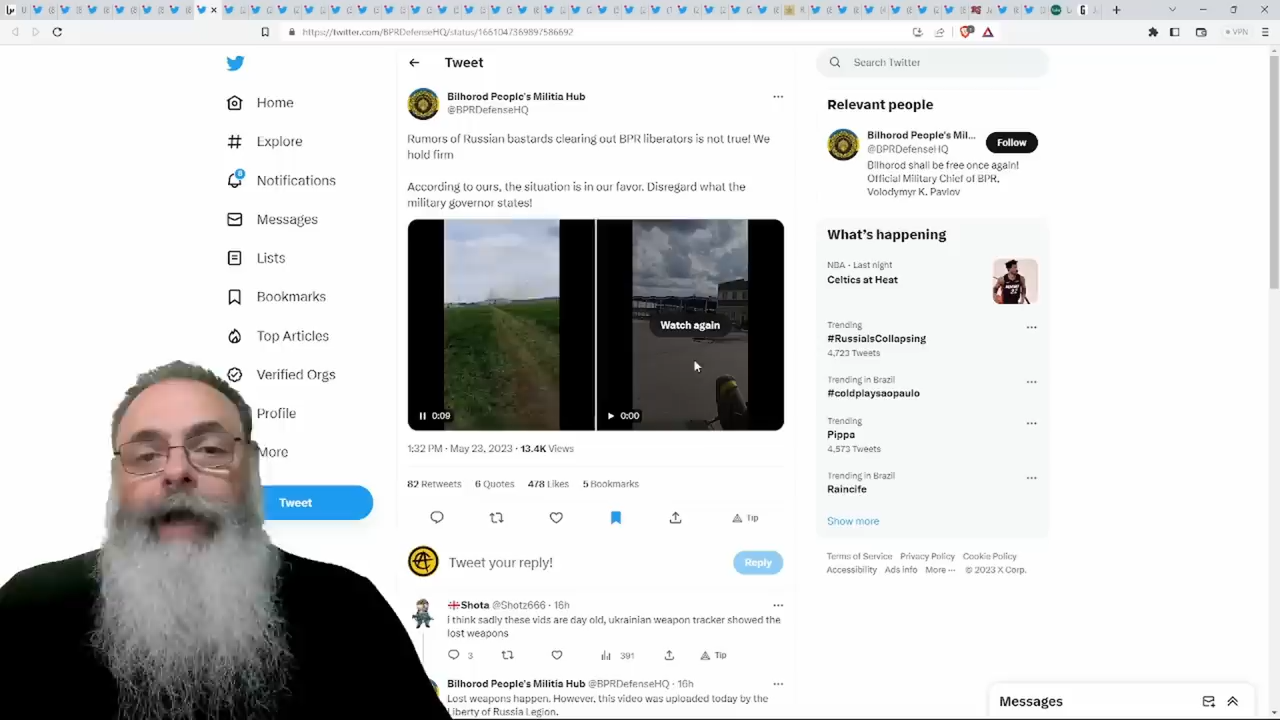 https://twitter.com/BPRDefenseHQ/status/1661047369897586692
VPN
Home
Explore
8
Notifications
Messages
Lists
Bookmarks
Top Articles
Verified Orgs
Profile
More
Tweet
Tweet
Bilhorod People's Militia Hub
@BPRDefenseHQ
Rumors of Russian bastards clearing out BPR liberators is not true! We
hold firm
According to ours, the situation is in our favor. Disregard what the
military governor states!
Watch again
0:09
0:00
1:32 PM · May 23, 2023 · 13.4K Views
82 Retweets 6 Quotes 478 Likes 5 Bookmarks
Tip
Tweet your reply!
Reply
Shota @Shotz666 · 16h
i think sadly these vids are day old, ukrainian weapon tracker showed the
lost weapons
3 391 Tip
Bilhorod People's Militia Hub @BPRDefenseHQ · 16h
Lost weapons happen. However, this video was uploaded today by the
Liberty of Russia Legion.
Search Twitter
Relevant people
Bilhorod People's Mil...
@BPRDefenseHQ
Follow
Bilhorod shall be free once again!
Official Military Chief of BPR,
Volodymyr K. Pavlov
What's happening
NBA · Last night
Celtics at Heat
Trending
#RussiaIsCollapsing
4,723 Tweets
Trending in Brazil
#coldplaysaopaulo
Trending
Pippa
4,573 Tweets
Trending in Brazil
Raincife
Show more
Terms of Service Privacy Policy Cookie Policy
Accessibility Ads info More ··· © 2023 X Corp.
Messages